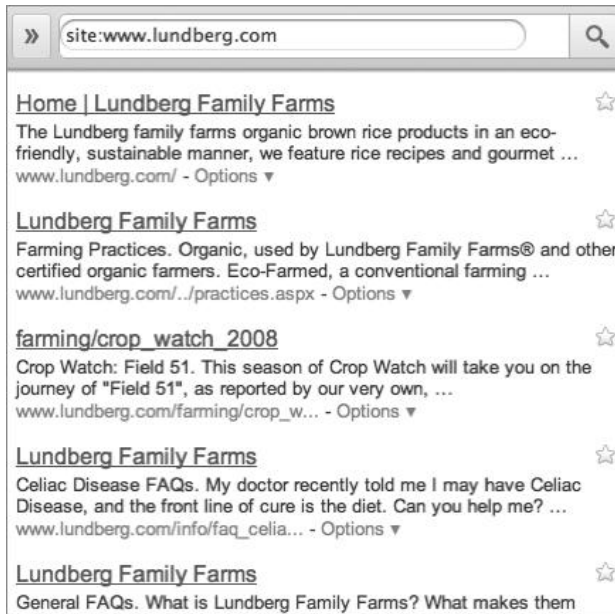 » site:www.lundberg.com
Home | Lundberg Family Farms
The Lundberg family farms organic brown rice products in an eco-
friendly, sustainable manner, we feature rice recipes and gourmet ...
www.lundberg.com/ - Options ▼
Lundberg Family Farms
Farming Practices. Organic, used by Lundberg Family Farms® and other
certified organic farmers. Eco-Farmed, a conventional farming ...
www.lundberg.com/../practices.aspx - Options ▼
farming/crop_watch_2008
Crop Watch: Field 51. This season of Crop Watch will take you on the
journey of "Field 51", as reported by our very own, ...
www.lundberg.com/farming/crop_w... - Options ▼
Lundberg Family Farms
Celiac Disease FAQs. My doctor recently told me I may have Celiac
Disease, and the front line of cure is the diet. Can you help me? ...
www.lundberg.com/info/faq_celia... - Options ▼
Lundberg Family Farms
General FAQs. What is Lundberg Family Farms? What makes them